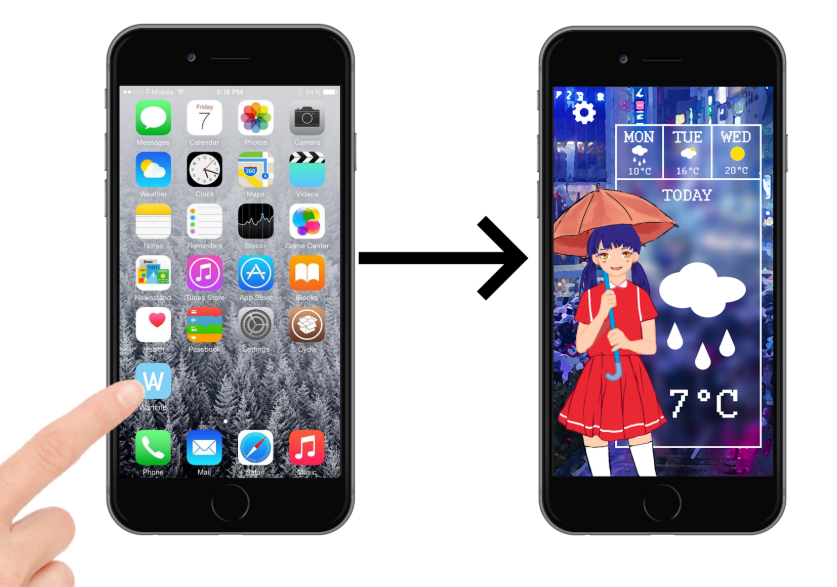 T-Mobile 5:18 PM 94%
Friday
7
Messages Calendar Photos Camera
280
Weather Clock Maps Videos
Notes Reminders Stocks Game Center
Newsstand iTunes Store App Store iBooks
Health Passbook Settings Cydia
W
Phone Mail Safari Music
MON TUE WED
10°C 16°C 20°C
TODAY
7°C